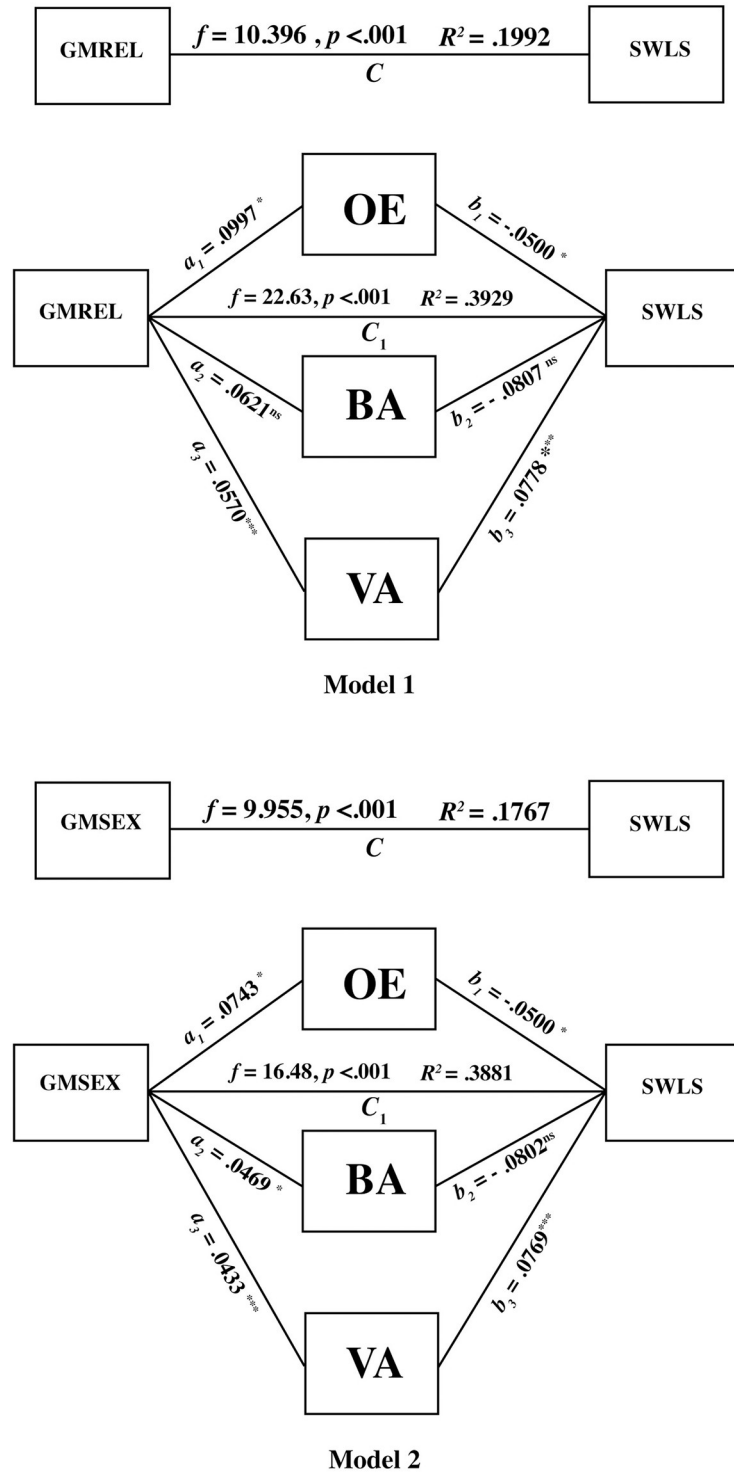 GMREL
f = 10.396 , p <.001 R² = .1992
SWLS
C
OE
a₁ = .0997 *
b₁ = -.0500 *
GMREL
f = 22.63, p <.001 R² = .3929
SWLS
C₁
BA
a₂ = .0621 ns
b₂ = - .0807 ns
a₃ = .0570***
b₃ = .0778 ***
VA
Model 1
GMSEX
f = 9.955, p <.001 R² = .1767
SWLS
C
OE
a₁ = .0743 *
b₁ = -.0500 *
GMSEX
f = 16.48, p <.001 R² = .3881
SWLS
C₁
BA
a₂ = .0469 *
b₂ = - .0802 ns
a₃ = .0433 ***
b₃ = .0769***
VA
Model 2